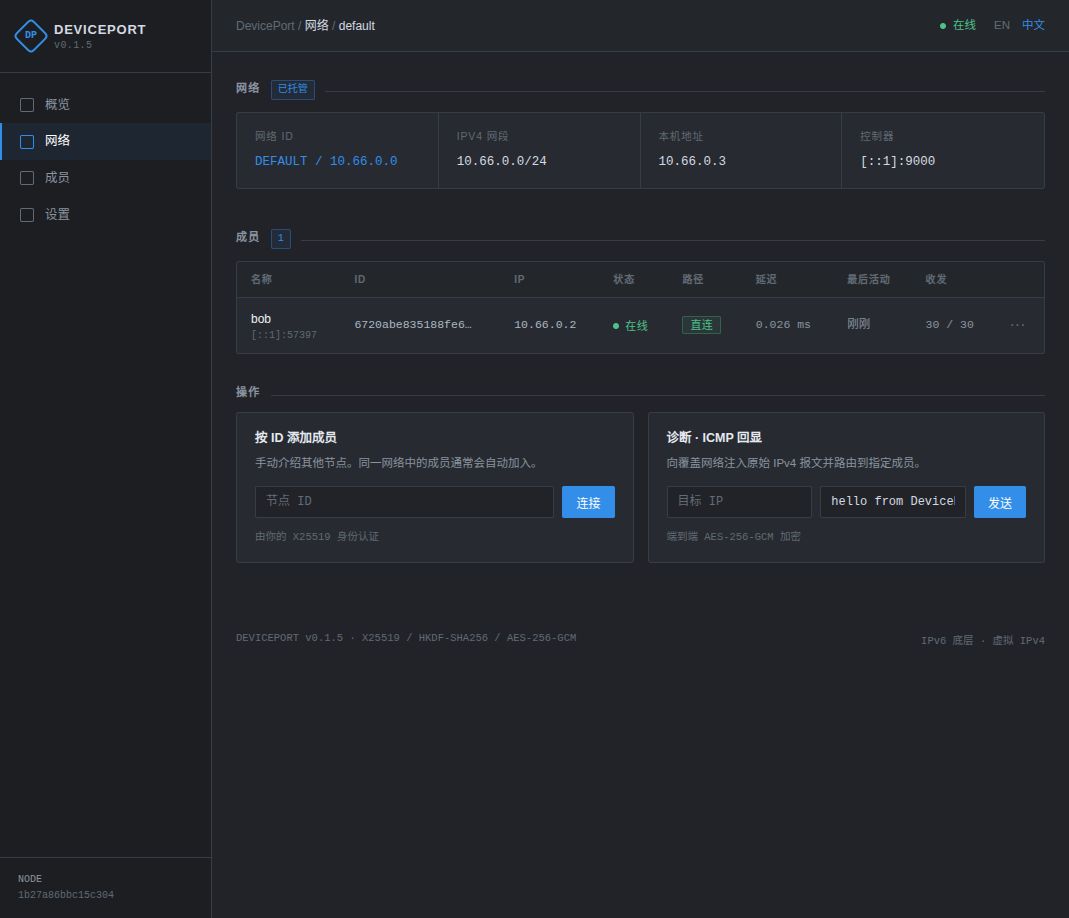 DP
DEVICEPORT
v0.1.5
DevicePort / 网络 / default
在线 EN 中文
概览
网络
成员
设置
NODE
1b27a86bbc15c304
网络 已托管
网络 ID IPV4 网段 本机地址 控制器
DEFAULT / 10.66.0.0 10.66.0.0/24 10.66.0.3 [::1]:9000
成员 1
名称 ID IP 状态 路径 延迟 最后活动 收发
bob 6720abe835188fe6… 10.66.0.2 在线 直连 0.026 ms 刚刚 30 / 30 ···
[::1]:57397
操作
按 ID 添加成员
手动介绍其他节点。同一网络中的成员通常会自动加入。
节点 ID 连接
由你的 X25519 身份认证
诊断 · ICMP 回显
向覆盖网络注入原始 IPv4 报文并路由到指定成员。
目标 IP hello from Device 发送
端到端 AES-256-GCM 加密
DEVICEPORT v0.1.5 · X25519 / HKDF-SHA256 / AES-256-GCM
IPv6 底层 · 虚拟 IPv4